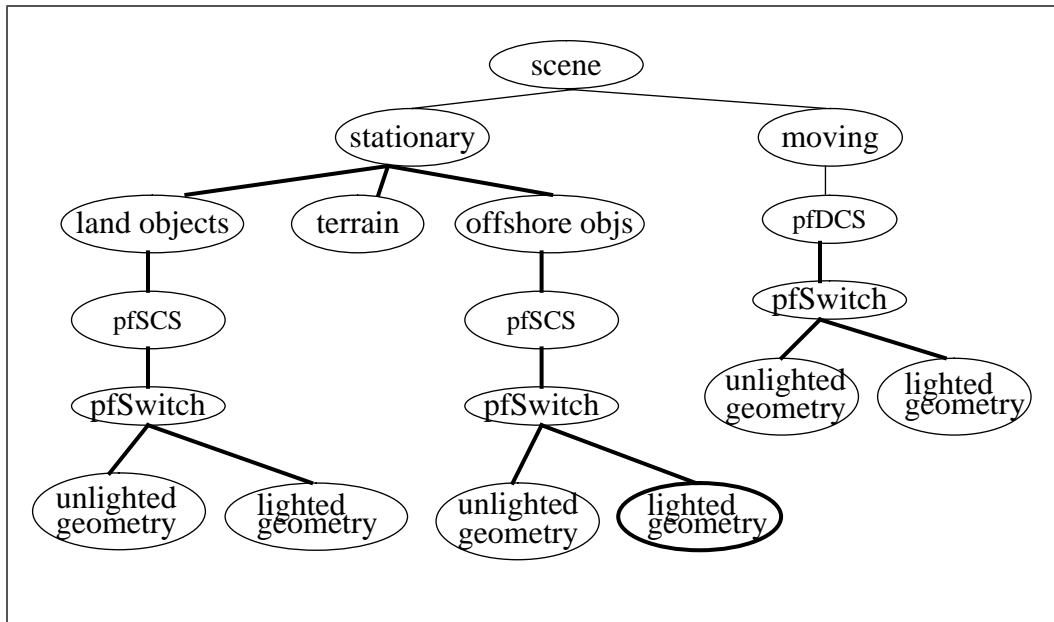 scene
stationary
moving
land objects
terrain
offshore objs
pfDCS
pfSCS
pfSCS
pfSwitch
pfSwitch
pfSwitch
unlighted
geometry
lighted
geometry
unlighted
geometry
lighted
geometry
unlighted
geometry
lighted
geometry